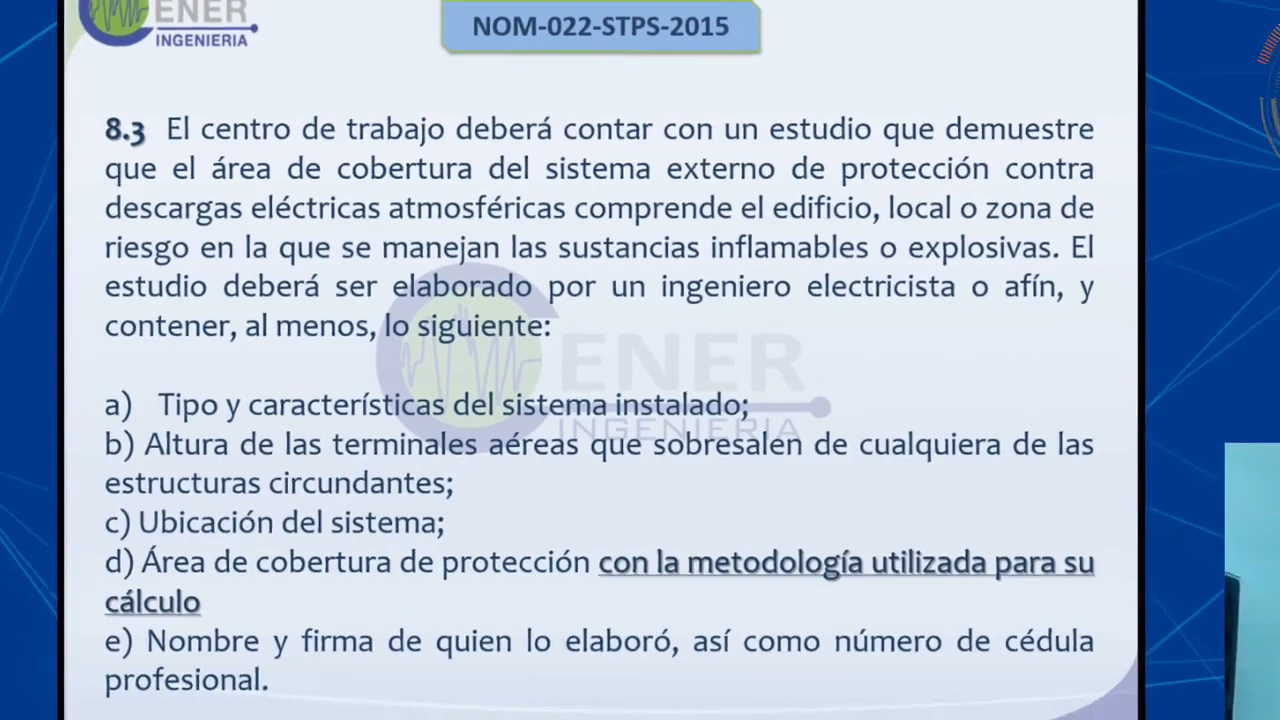 ENER
INGENIERIA
NOM-022-STPS-2015
8.3 El centro de trabajo deberá contar con un estudio que demuestre
que el área de cobertura del sistema externo de protección contra
descargas eléctricas atmosféricas comprende el edificio, local o zona de
riesgo en la que se manejan las sustancias inflamables o explosivas. El
estudio deberá ser elaborado por un ingeniero electricista o afín, y
contener, al menos, lo siguiente:
ENER
a) Tipo y características del sistema instalado;
INGENIERIA
b) Altura de las terminales aéreas que sobresalen de cualquiera de las
estructuras circundantes;
c) Ubicación del sistema;
d) Área de cobertura de protección con la metodología utilizada para su
cálculo
e) Nombre y firma de quien lo elaboró, así como número de cédula
profesional.